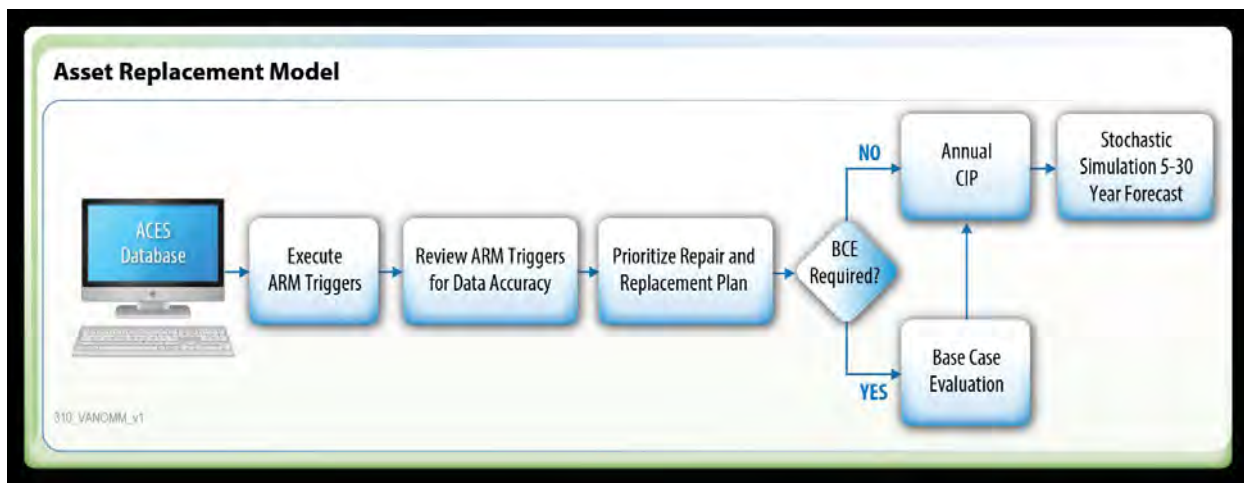 Asset Replacement Model
ACES
Database
Execute
ARM Triggers
Review ARM Triggers
for Data Accuracy
Prioritize Repair and
Replacement Plan
BCE
Required?
NO
YES
Annual
CIP
Base Case
Evaluation
Stochastic
Simulation 5-30
Year Forecast
310_VANOMM_v1